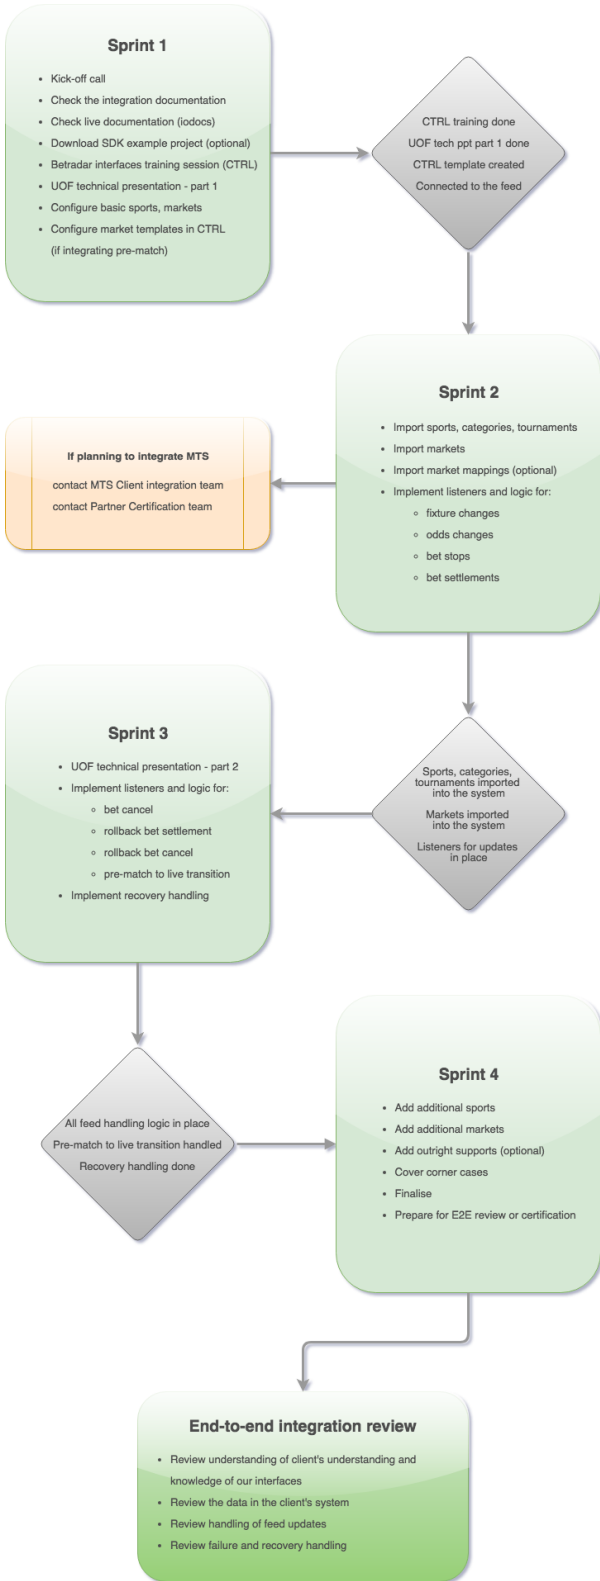 Sprint 1
• Kick-off call
• Check the integration documentation
• Check live documentation (iodocs)
• Download SDK example project (optional)
• Betradar interfaces training session (CTRL)
• UOF technical presentation - part 1
• Configure basic sports, markets
• Configure market templates in CTRL
(if integrating pre-match)
CTRL training done
UOF tech ppt part 1 done
CTRL template created
Connected to the feed
Sprint 2
• Import sports, categories, tournaments
• Import markets
• Import market mappings (optional)
• Implement listeners and logic for:
◦ fixture changes
◦ odds changes
◦ bet stops
◦ bet settlements
If planning to integrate MTS
contact MTS Client integration team
contact Partner Certification team
Sports, categories,
tournaments imported
into the system
Markets imported
into the system
Listeners for updates
in place
Sprint 3
• UOF technical presentation - part 2
• Implement listeners and logic for:
◦ bet cancel
◦ rollback bet settlement
◦ rollback bet cancel
◦ pre-match to live transition
• Implement recovery handling
All feed handling logic in place
Pre-match to live transition handled
Recovery handling done
Sprint 4
• Add additional sports
• Add additional markets
• Add outright supports (optional)
• Cover corner cases
• Finalise
• Prepare for E2E review or certification
End-to-end integration review
• Review understanding of client's understanding and
knowledge of our interfaces
• Review the data in the client's system
• Review handling of feed updates
• Review failure and recovery handling